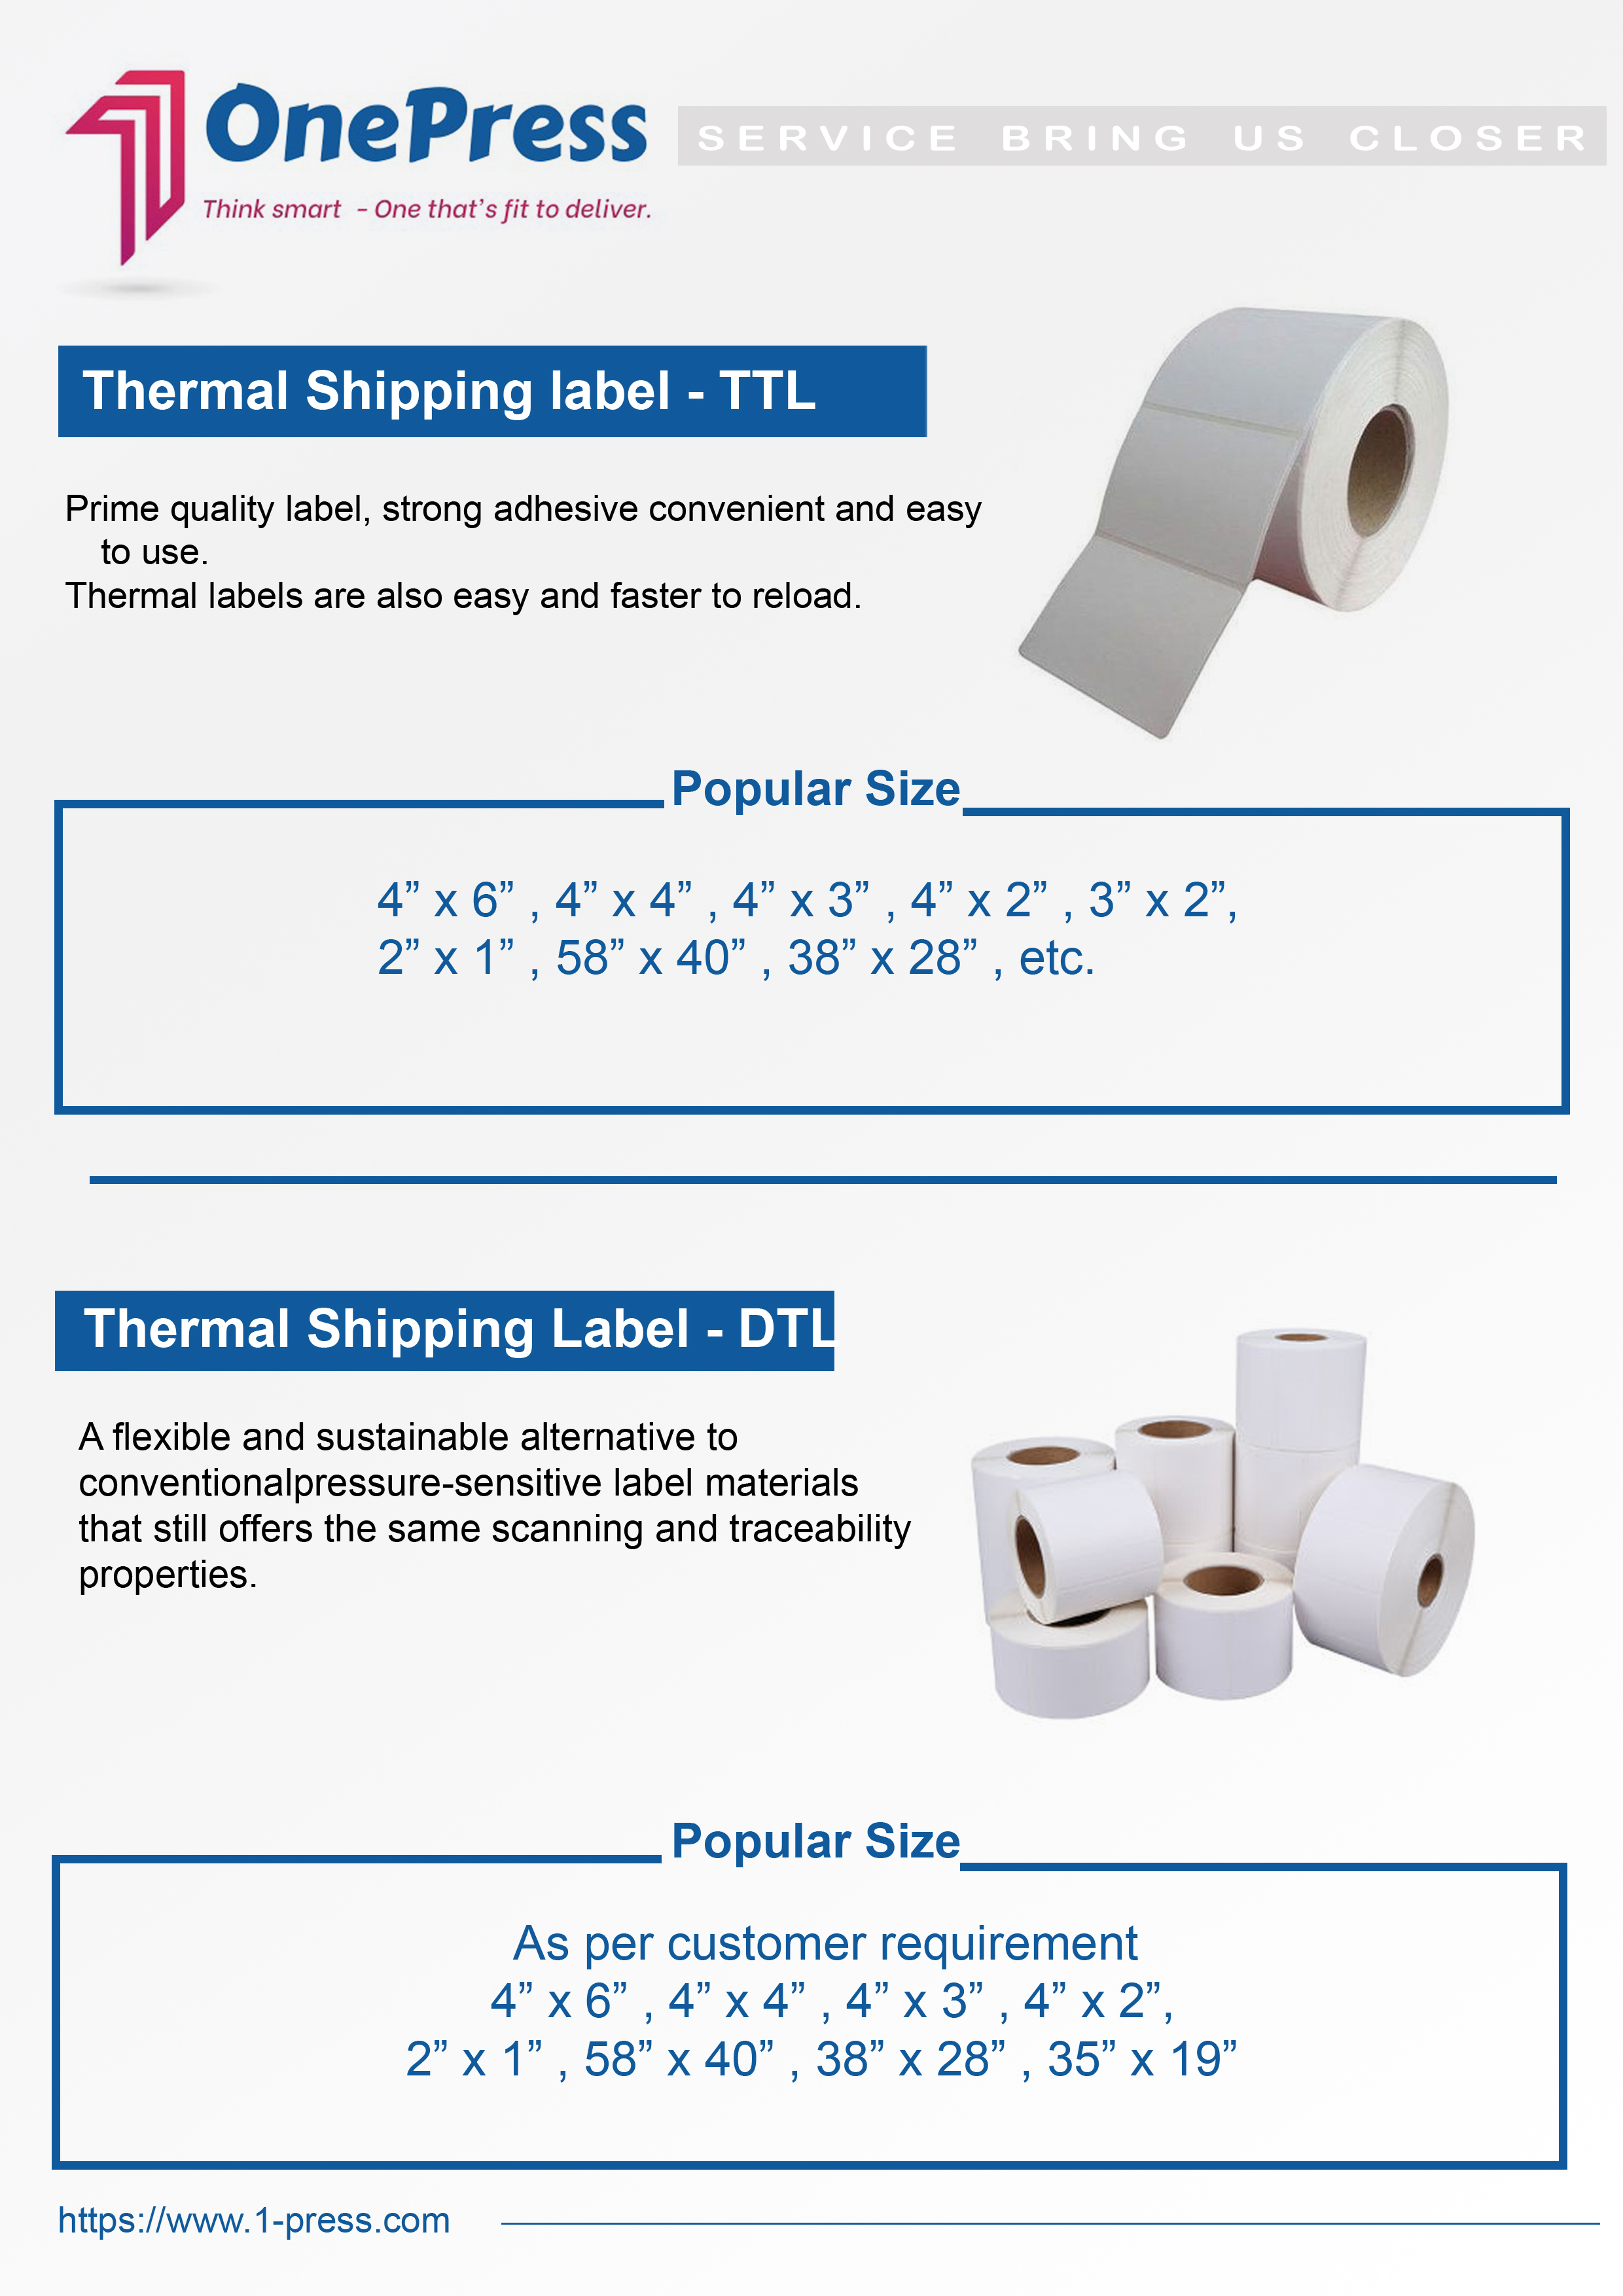 OnePress
SERVICE BRING US CLOSER
Think smart - One that's fit to deliver.
Thermal Shipping label - TTL
Prime quality label, strong adhesive convenient and easy
to use.
Thermal labels are also easy and faster to reload.
Popular Size
4” x 6” , 4” x 4” , 4” x 3” , 4” x 2” , 3” x 2”,
2” x 1” , 58” x 40” , 38” x 28” , etc.
Thermal Shipping Label - DTL
A flexible and sustainable alternative to
conventionalpressure-sensitive label materials
that still offers the same scanning and traceability
properties.
Popular Size
As per customer requirement
4” x 6” , 4” x 4” , 4” x 3” , 4” x 2”,
2” x 1” , 58” x 40” , 38” x 28” , 35” x 19”
https://www.1-press.com